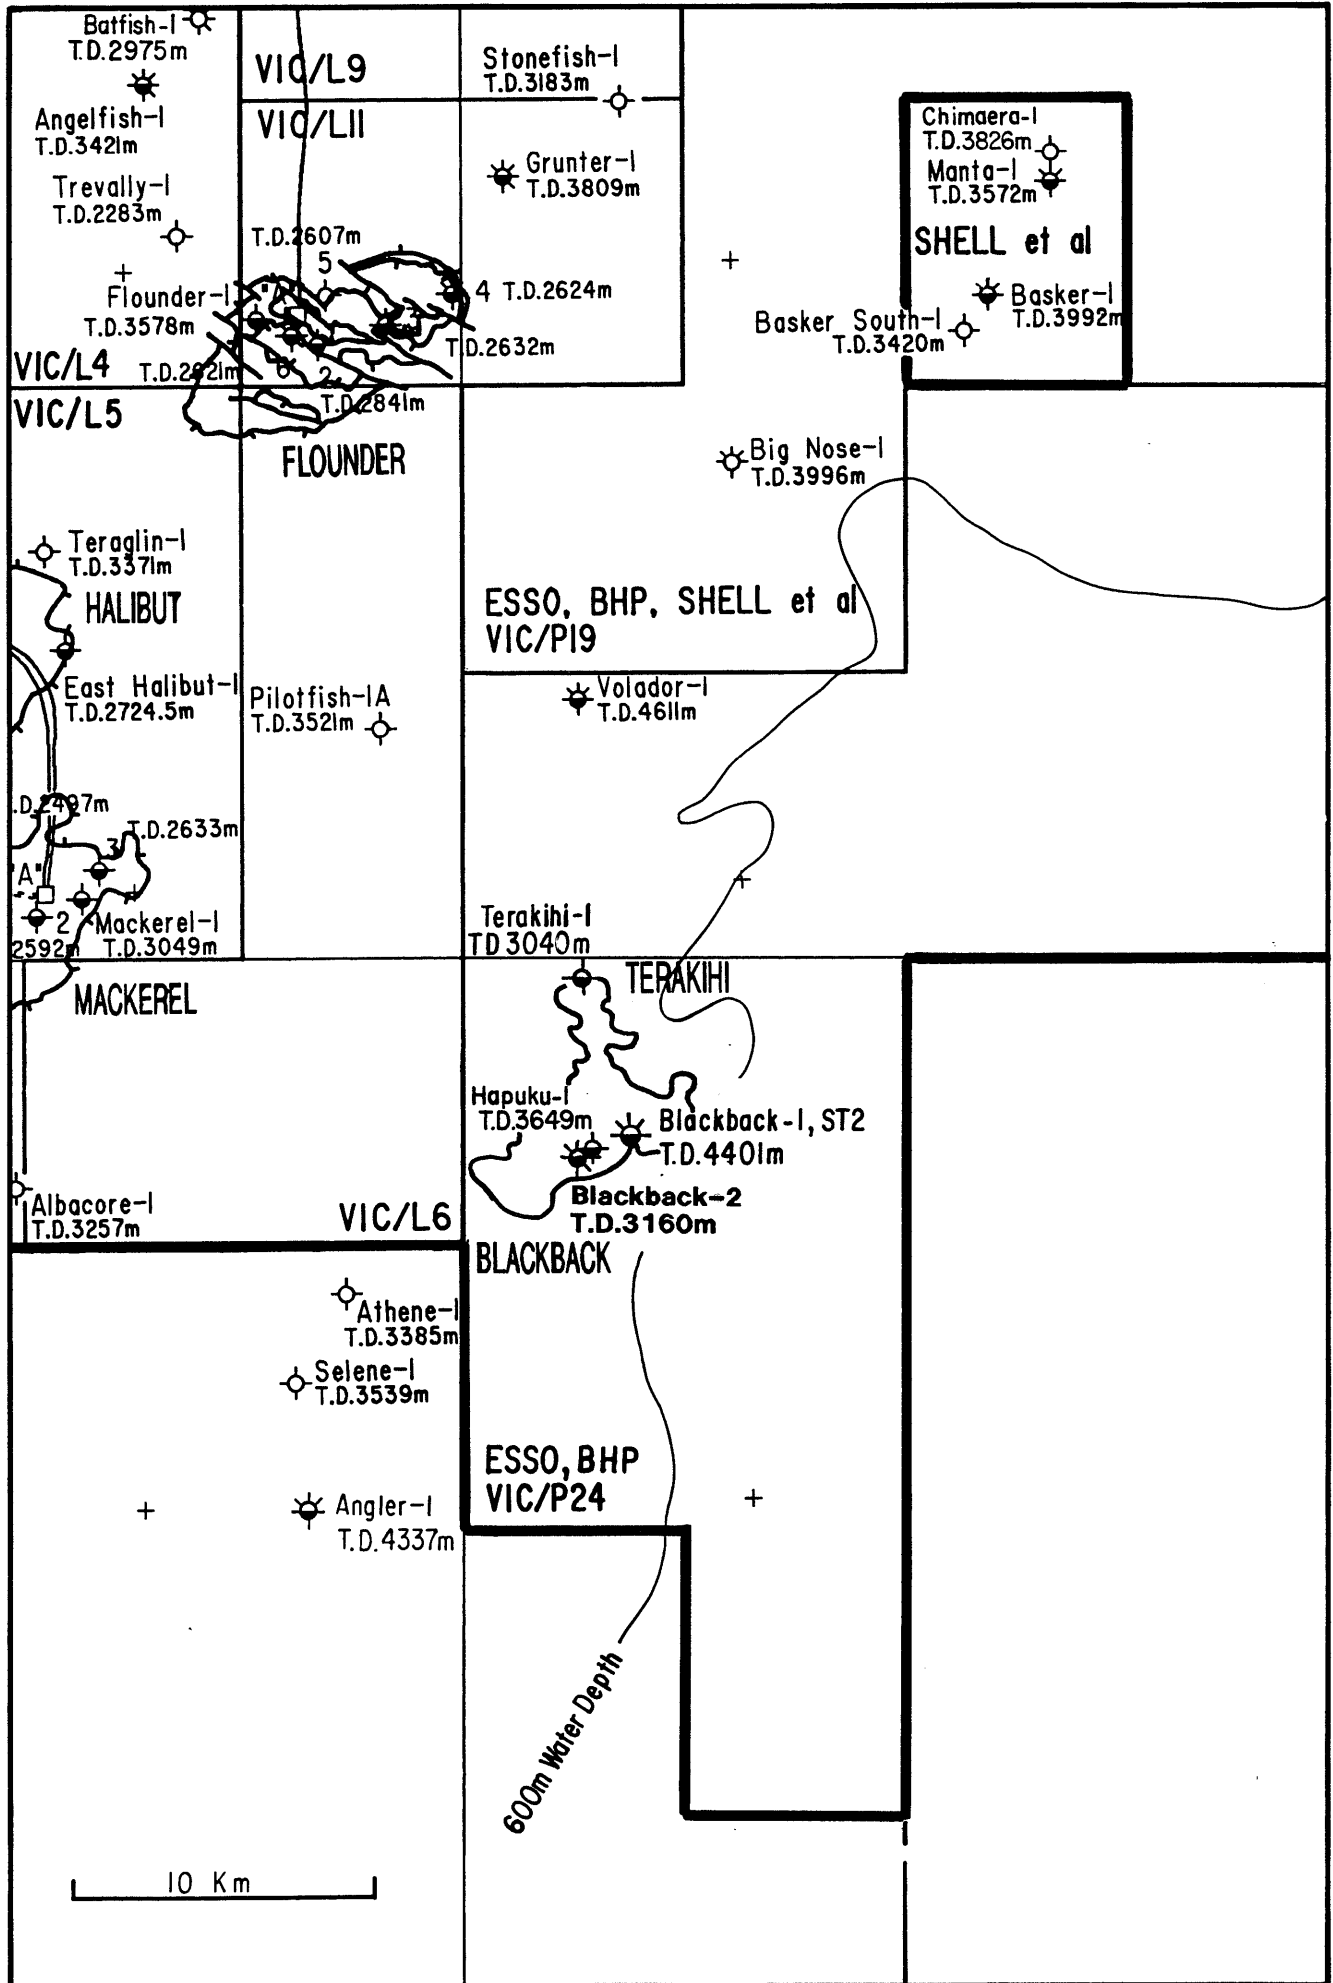 Batfish-1
T.D.2975m
Angelfish-1
T.D.3421m
Trevally-1
T.D.2283m
VIC/L9
VIC/L11
Stonefish-1
T.D.3183m
Grunter-1
T.D.3809m
Chimaera-1
T.D.3826m
Manta-1
T.D.3572m
SHELL et al
Basker-1
T.D.3992m
Basker South-1
T.D.3420m
T.D.2607m
5
Flounder-1
T.D.3578m
"A"
4 T.D.2624m
T.D.2632m
VIC/L4
6
2
T.D.2841m
VIC/L5
FLOUNDER
Big Nose-1
T.D.3996m
Teraglin-1
T.D.3371m
HALIBUT
ESSO, BHP, SHELL et al
VIC/P19
East Halibut-1
T.D.2724.5m
Pilotfish-1A
T.D.3521m
Volador-1
T.D.4611m
.D.2497m
T.D.2633m
3
"A"
2
2592m
Mackerel-1
T.D.3049m
Terakihi-1
TD 3040m
TERAKIHI
MACKEREL
Hapuku-1
T.D.3649m
Blackback-1, ST2
T.D.4401m
Blackback-2
T.D.3160m
Albacore-1
T.D.3257m
VIC/L6
BLACKBACK
Athene-1
T.D.3385m
Selene-1
T.D.3539m
ESSO, BHP
VIC/P24
Angler-1
T.D.4337m
600m Water Depth
10 Km